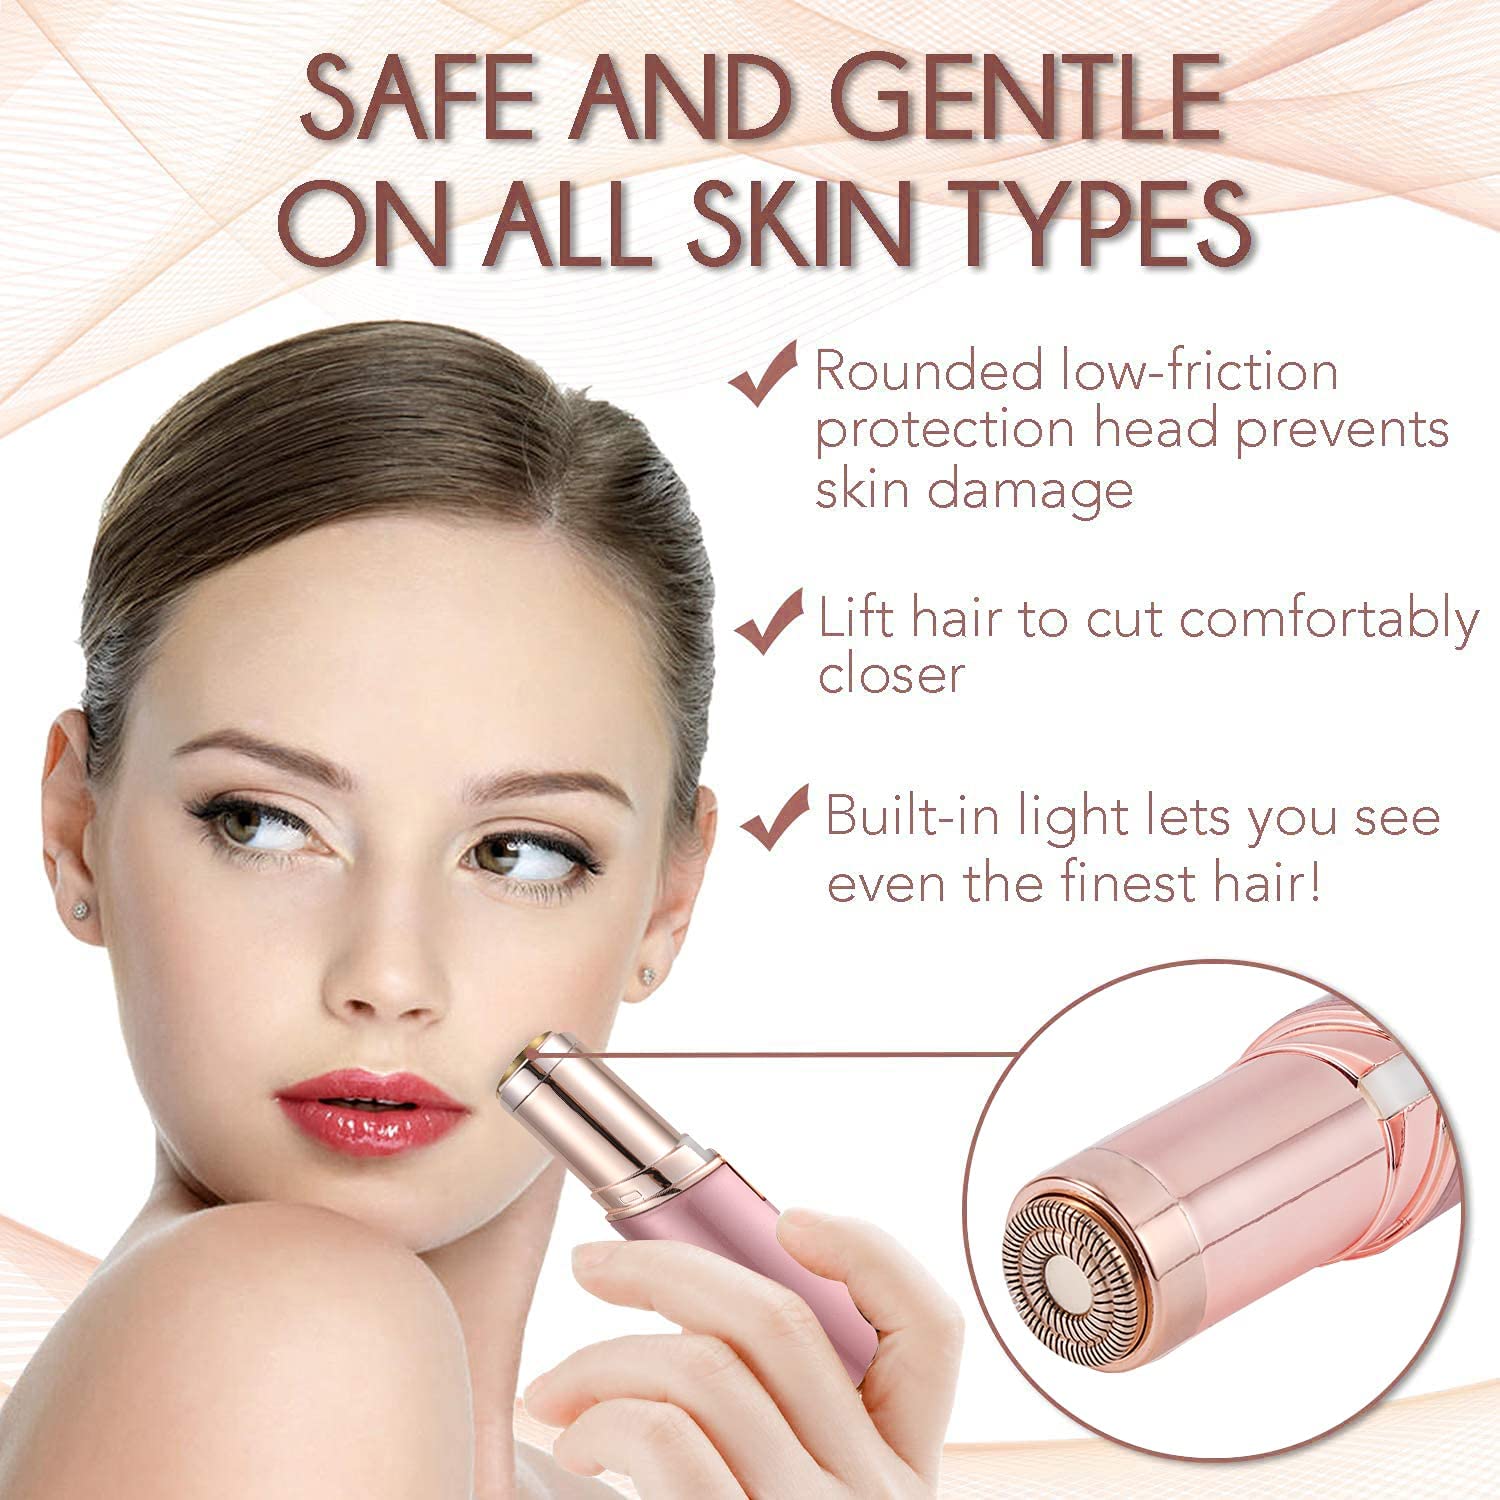 SAFE AND GENTLE
ON ALL SKIN TYPES
Rounded low-friction
protection head prevents
skin damage
Lift hair to cut comfortably
closer
Built-in light lets you see
even the finest hair!